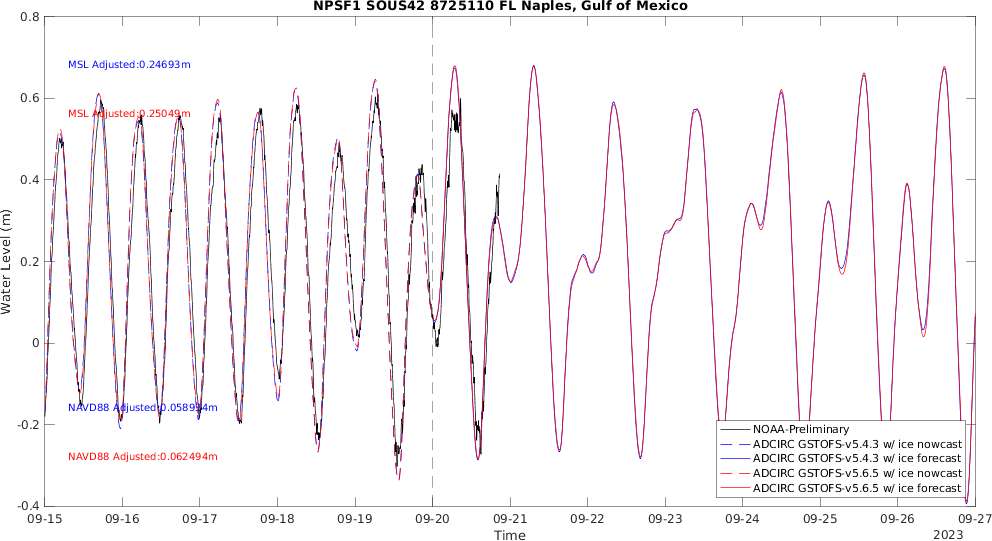 NPSF1 SOUS42 8725110 FL Naples, Gulf of Mexico
0.8
0.6
0.4
0.2
0
-0.2
-0.4
Water Level (m)
MSL Adjusted:0.24693m
MSL Adjusted:0.25049m
NAVD88 Adjusted:0.058934m
NAVD88 Adjusted:0.062494m
NOAA-Preliminary
ADCIRC GSTOFS-v5.4.3 w/ ice nowcast
ADCIRC GSTOFS-v5.4.3 w/ ice forecast
ADCIRC GSTOFS-v5.6.5 w/ ice nowcast
ADCIRC GSTOFS-v5.6.5 w/ ice forecast
09-15 09-16 09-17 09-18 09-19 09-20 09-21 09-22 09-23 09-24 09-25 09-26 09-27
Time
2023